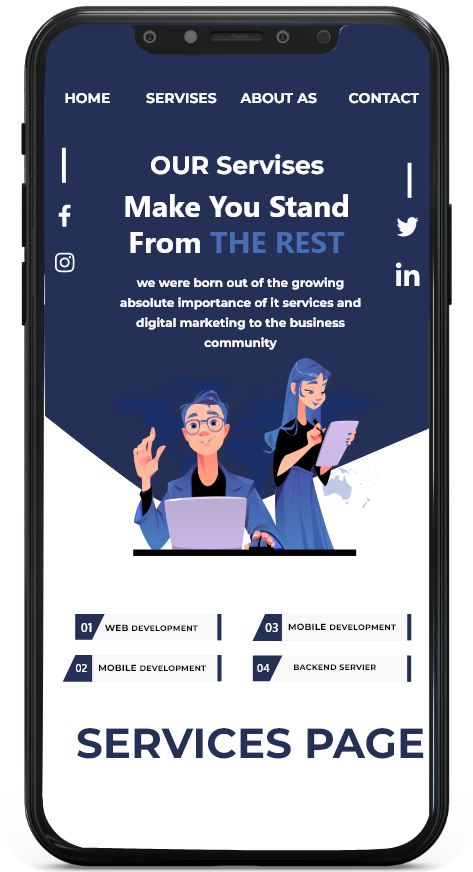 HOME SERVISES ABOUT AS CONTACT
OUR Servises
Make You Stand
From THE REST
we were born out of the growing
absolute importance of it services and
digital marketing to the business
community
01 WEB DEVELOPMENT
03 MOBILE DEVELOPMENT
02 MOBILE DEVELOPMENT
04 BACKEND SERVIER
SERVICES PAGE